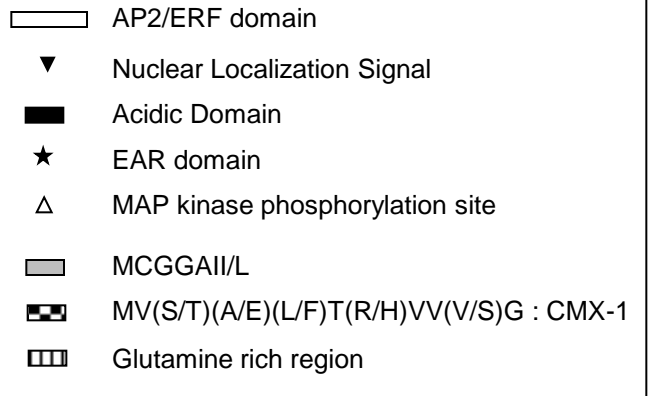 AP2/ERF domain
Nuclear Localization Signal
Acidic Domain
EAR domain
MAP kinase phosphorylation site
MCGGAII/L
MV(S/T)(A/E)(L/F)T(R/H)VV(V/S)G : CMX-1
Glutamine rich region